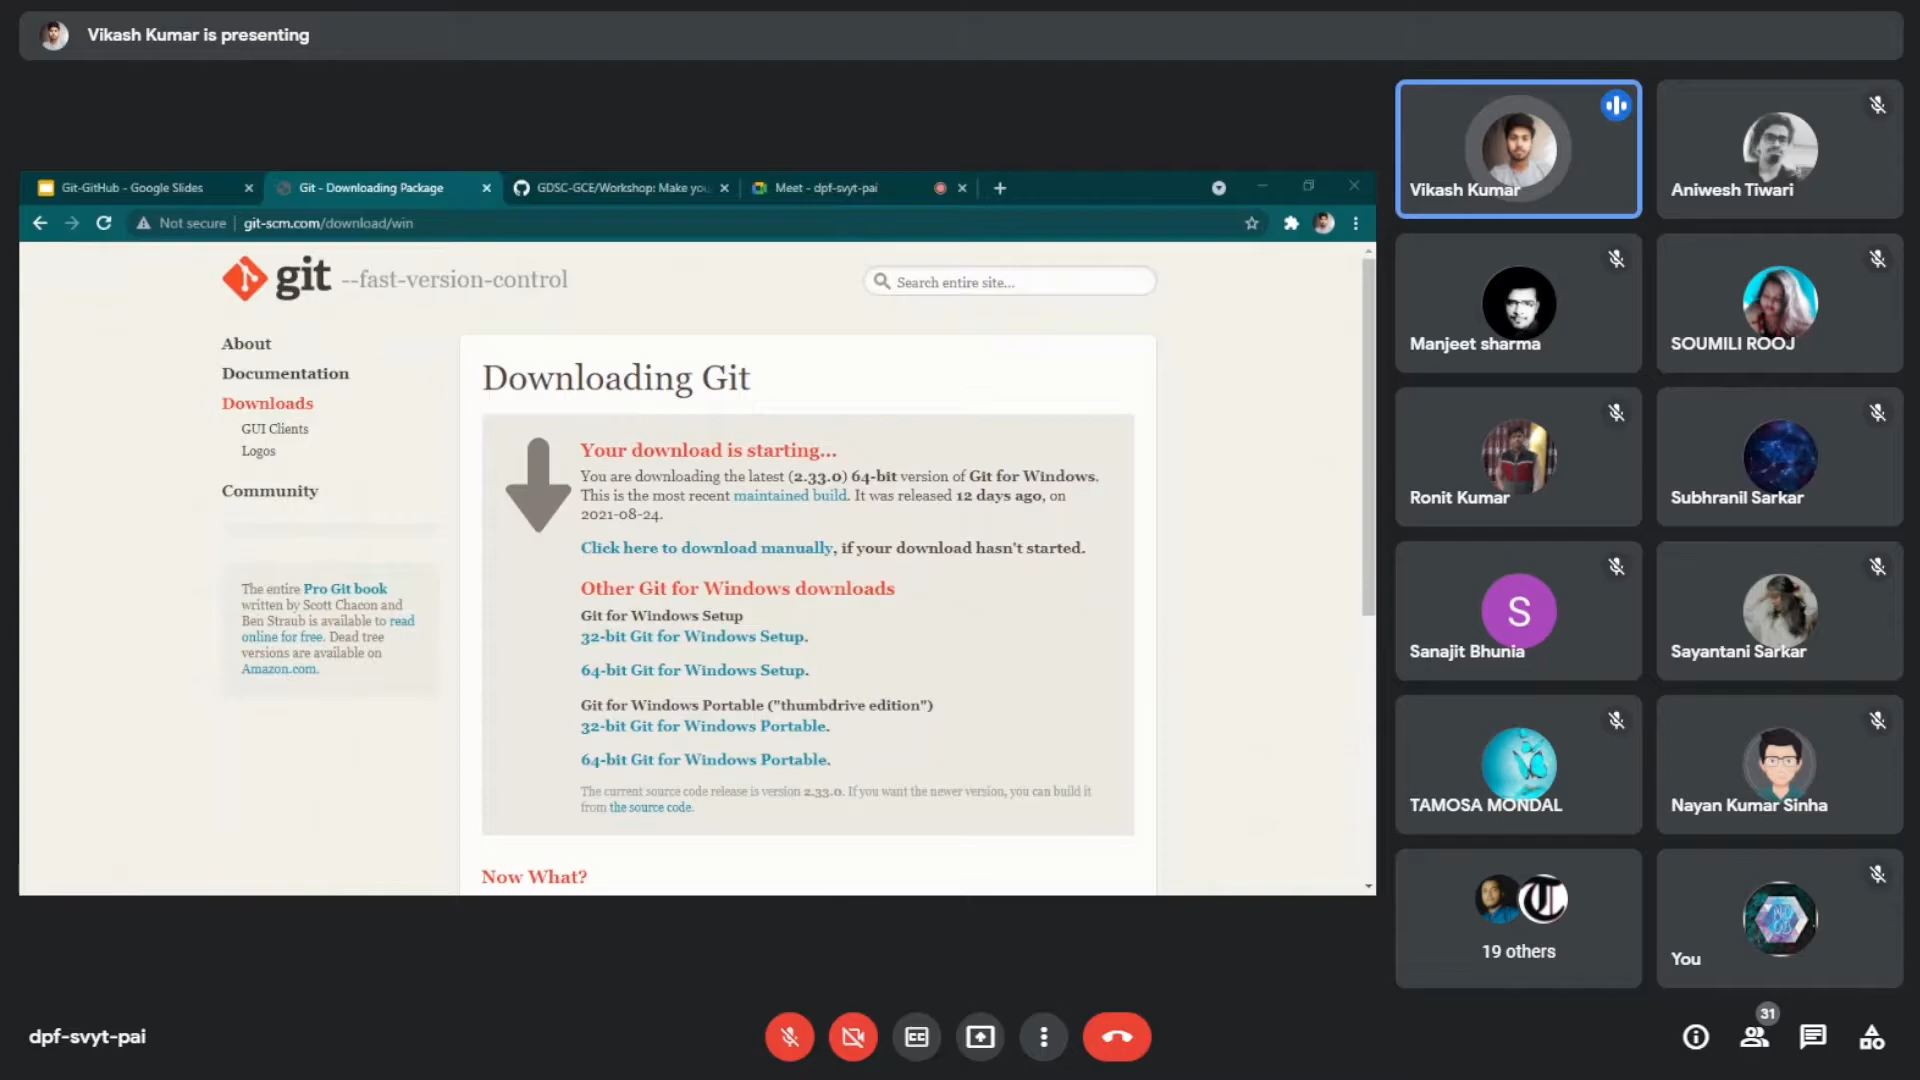 Vikash Kumar is presenting
Git-GitHub - Google Slides
Git - Downloading Package
GDSC-GCE/Workshop: Make you
Meet - dpf-svyt-pai
Not secure
git-scm.com/download/win
git --fast-version-control
Search entire site...
About
Documentation
Downloads
GUI Clients
Logos
Community
The entire Pro Git book
written by Scott Chacon and
Ben Straub is available to read
online for free. Dead tree
versions are available on
Amazon.com.
Downloading Git
Your download is starting...
You are downloading the latest (2.33.0) 64-bit version of Git for Windows.
This is the most recent maintained build. It was released 12 days ago, on
2021-08-24.
Click here to download manually, if your download hasn't started.
Other Git for Windows downloads
Git for Windows Setup
32-bit Git for Windows Setup.
64-bit Git for Windows Setup.
Git for Windows Portable ("thumbdrive edition")
32-bit Git for Windows Portable.
64-bit Git for Windows Portable.
The current source code release is version 2.33.0. If you want the newer version, you can build it
from the source code.
Now What?
Vikash Kumar
Aniwesh Tiwari
Manjeet sharma
SOUMILI ROOJ
Ronit Kumar
Subhranil Sarkar
S
Sanajit Bhunia
Sayantani Sarkar
TAMOSA MONDAL
Nayan Kumar Sinha
19 others
You
dpf-svyt-pai
CC
31